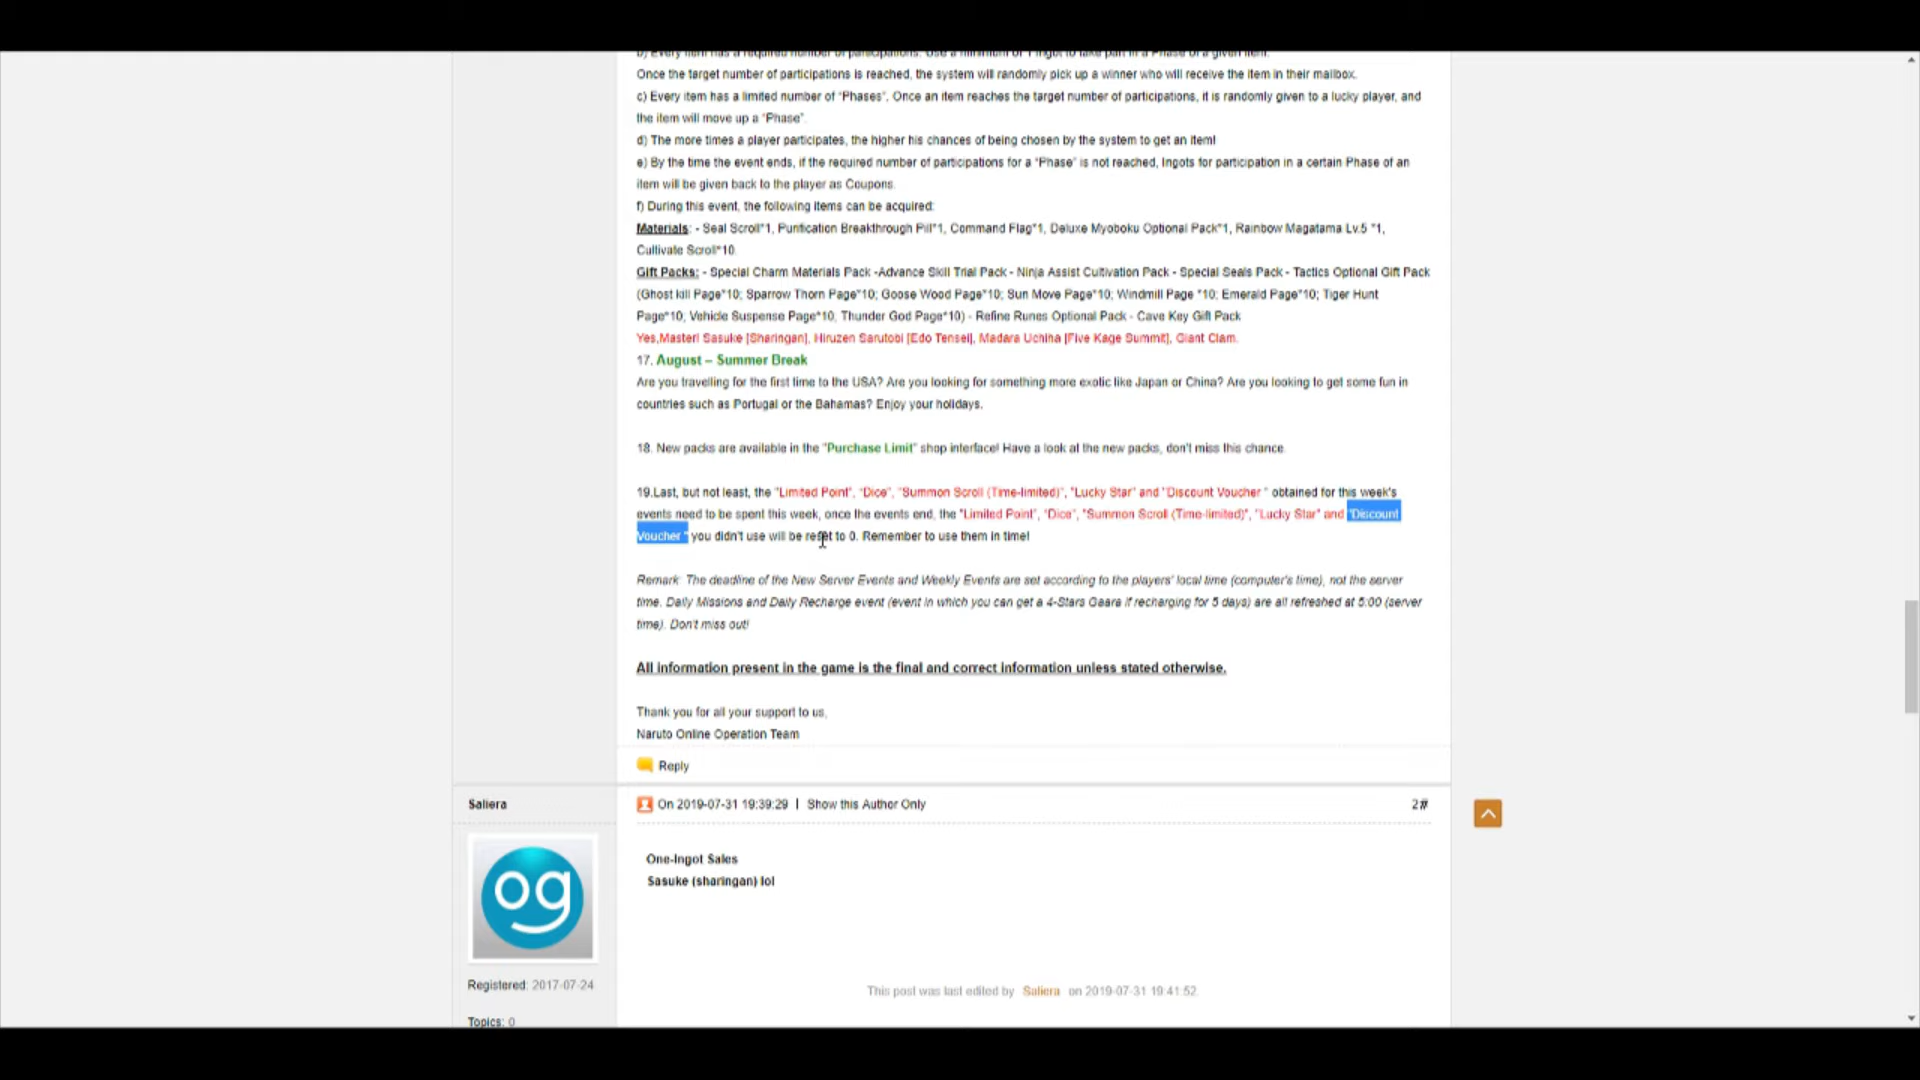 b) Every item has a required number of participations. Use a minimum of 1 Ingot to take part in a Phase of a given item.
Once the target number of participations is reached, the system will randomly pick up a winner who will receive the item in their mailbox.
c) Every item has a limited number of "Phases". Once an item reaches the target number of participations, it is randomly given to a lucky player, and
the item will move up a "Phase".
d) The more times a player participates, the higher his chances of being chosen by the system to get an item!
e) By the time the event ends, if the required number of participations for a "Phase" is not reached, Ingots for participation in a certain Phase of an
item will be given back to the player as Coupons.
f) During this event, the following items can be acquired:
Materials: - Seal Scroll*1, Purification Breakthrough Pill*1, Command Flag*1, Deluxe Myoboku Optional Pack*1, Rainbow Magatama Lv.5 *1,
Cultivate Scroll*10.
Gift Packs: - Special Charm Materials Pack -Advance Skill Trial Pack - Ninja Assist Cultivation Pack - Special Seals Pack - Tactics Optional Gift Pack
(Ghost kill Page*10; Sparrow Thorn Page*10; Goose Wood Page*10; Sun Move Page*10; Windmill Page *10; Emerald Page*10; Tiger Hunt
Page*10, Vehicle Suspense Page*10, Thunder God Page*10) - Refine Runes Optional Pack - Cave Key Gift Pack
Yes,Master! Sasuke [Sharingan], Hiruzen Sarutobi [Edo Tensei], Madara Uchiha [Five Kage Summit], Giant Clam.
17. August – Summer Break
Are you travelling for the first time to the USA? Are you looking for something more exotic like Japan or China? Are you looking to get some fun in
countries such as Portugal or the Bahamas? Enjoy your holidays.
18. New packs are available in the "Purchase Limit" shop interface! Have a look at the new packs, don't miss this chance.
19.Last, but not least, the "Limited Point", "Dice", "Summon Scroll (Time-limited)", "Lucky Star" and "Discount Voucher " obtained for this week's
events need to be spent this week, once the events end, the "Limited Point", "Dice", "Summon Scroll (Time-limited)", "Lucky Star" and "Discount
Voucher " you didn't use will be reset to 0. Remember to use them in time!
Remark: The deadline of the New Server Events and Weekly Events are set according to the players' local time (computer's time), not the server
time. Daily Missions and Daily Recharge event (event in which you can get a 4-Stars Gaara if recharging for 5 days) are all refreshed at 5:00 (server
time). Don't miss out!
All information present in the game is the final and correct information unless stated otherwise.
Thank you for all your support to us,
Naruto Online Operation Team
Reply
Saliera
On 2019-07-31 19:39:29 | Show this Author Only
2#
One-Ingot Sales
Sasuke (sharingan) lol
og
Registered: 2017-07-24
This post was last edited by Saliera on 2019-07-31 19:41:52.
Topics: 0